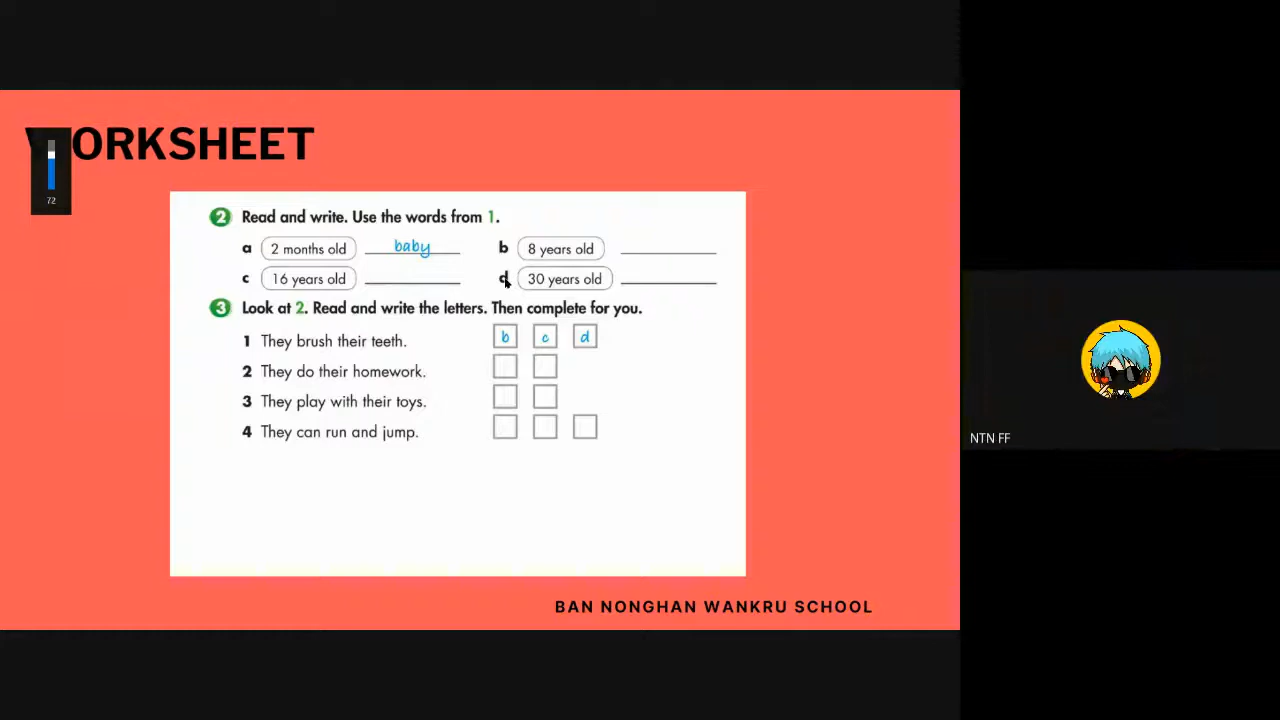 WORKSHEET
72
2 Read and write. Use the words from 1.
a 2 months old baby b 8 years old
c 16 years old d 30 years old
3 Look at 2. Read and write the letters. Then complete for you.
1 They brush their teeth. b c d
2 They do their homework.
3 They play with their toys.
4 They can run and jump.
BAN NONGHAN WANKRU SCHOOL
NTN FF